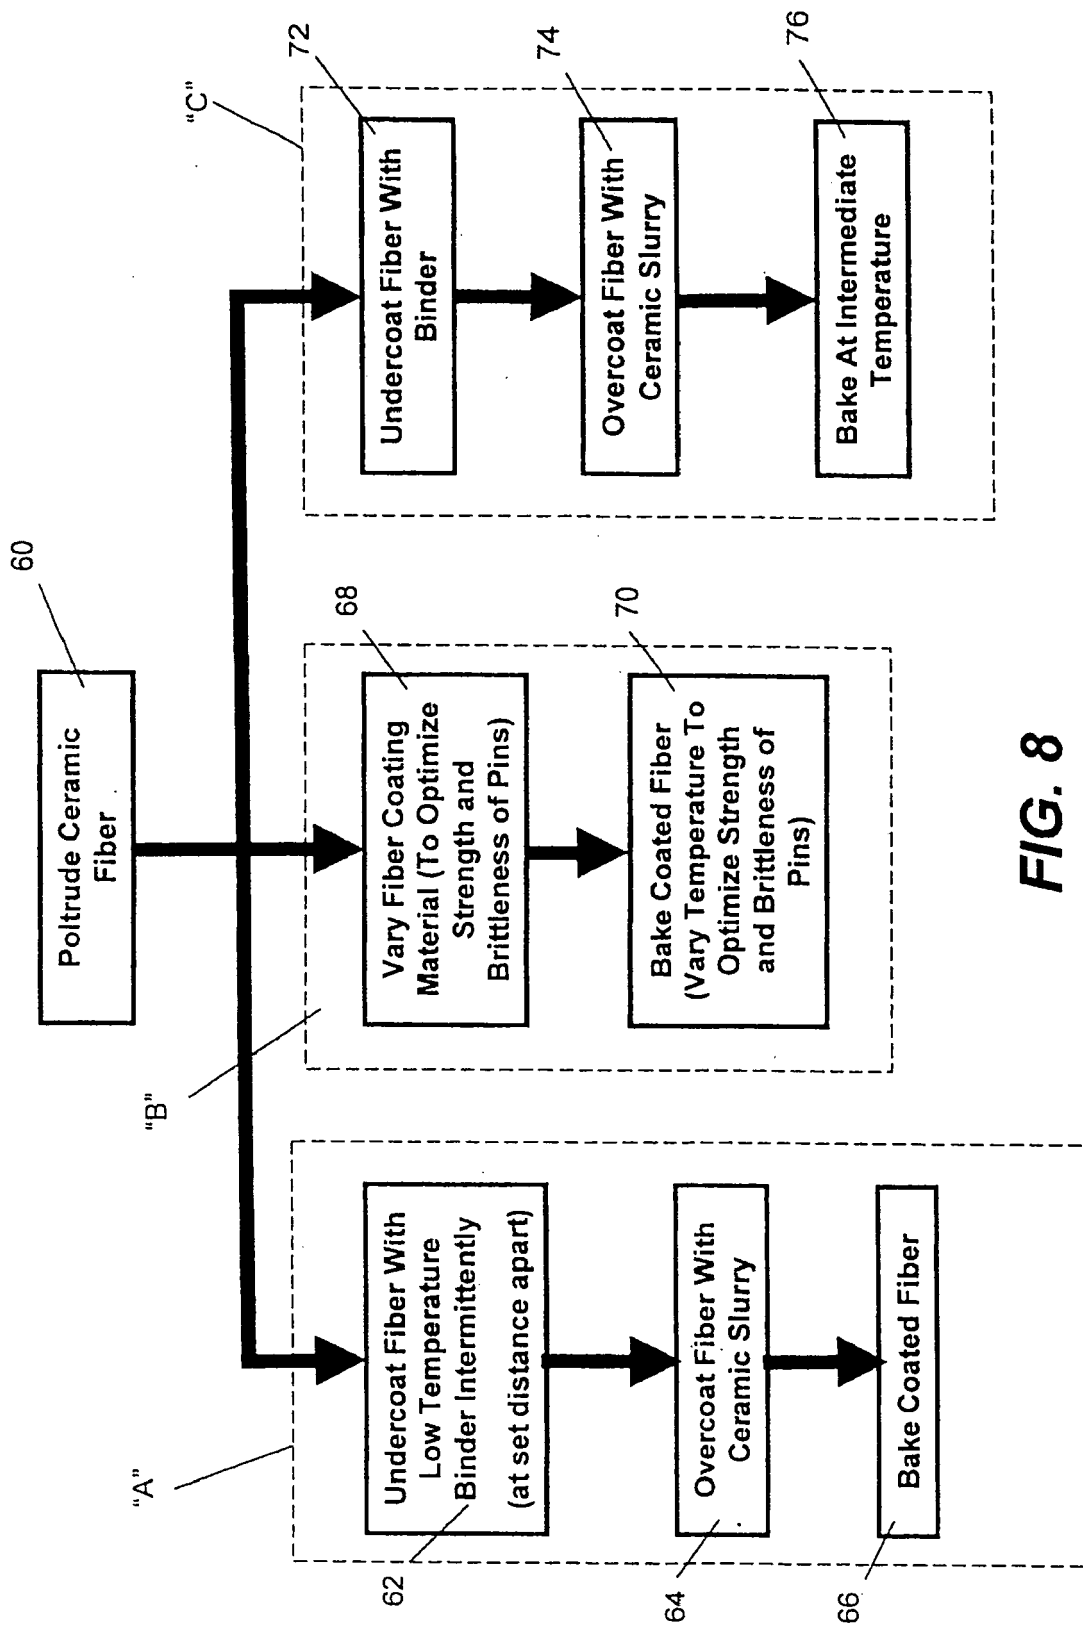 60
Poltrude Ceramic
Fiber
"A"
62
Undercoat Fiber With
Low Temperature
Binder Intermittently
(at set distance apart)
64
Overcoat Fiber With
Ceramic Slurry
66
Bake Coated Fiber
"B"
68
Vary Fiber Coating
Material (To Optimize
Strength and
Brittleness of Pins)
70
Bake Coated Fiber
(Vary Temperature To
Optimize Strength
and Brittleness of
Pins)
"C"
72
Undercoat Fiber With
Binder
74
Overcoat Fiber With
Ceramic Slurry
76
Bake At Intermediate
Temperature
FIG. 8